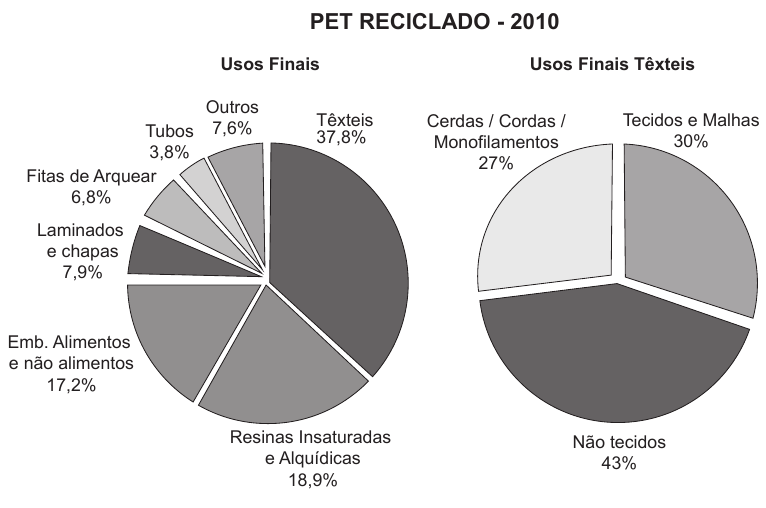 PET RECICLADO - 2010
Usos Finais
Outros
7,6%
Tubos
3,8%
Têxteis
37,8%
Fitas de Arquear
6,8%
Laminados
e chapas
7,9%
Emb. Alimentos
e não alimentos
17,2%
Resinas Insaturadas
e Alquídicas
18,9%
Usos Finais Têxteis
Cerdas / Cordas /
Monofilamentos
27%
Tecidos e Malhas
30%
Não tecidos
43%